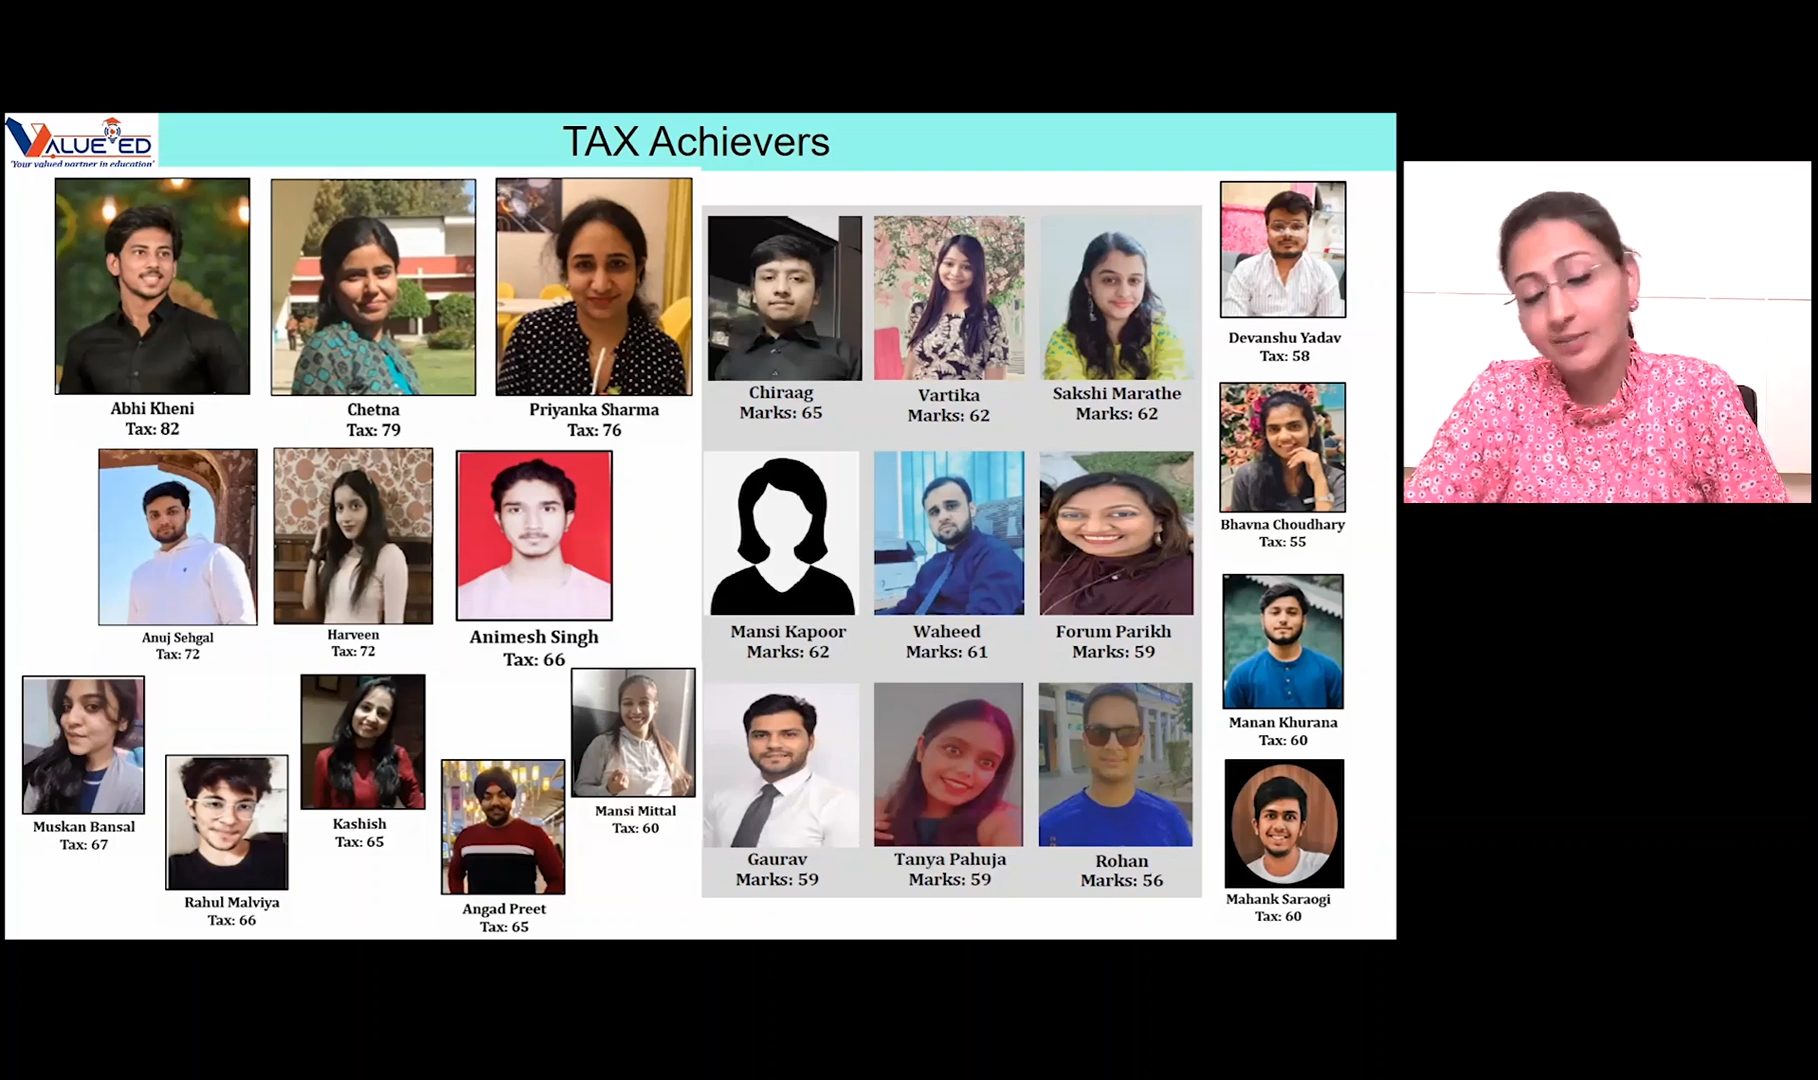 VALUE ED
"Your valued partner in education"
TAX Achievers
Abhi Kheni
Tax: 82
Chetna
Tax: 79
Priyanka Sharma
Tax: 76
Anuj Sehgal
Tax: 72
Harveen
Tax: 72
Animesh Singh
Tax: 66
Muskan Bansal
Tax: 67
Rahul Malviya
Tax: 66
Kashish
Tax: 65
Angad Preet
Tax: 65
Mansi Mittal
Tax: 60
Chiraag
Marks: 65
Vartika
Marks: 62
Sakshi Marathe
Marks: 62
Mansi Kapoor
Marks: 62
Waheed
Marks: 61
Forum Parikh
Marks: 59
Gaurav
Marks: 59
Tanya Pahuja
Marks: 59
Rohan
Marks: 56
Devanshu Yadav
Tax: 58
Bhavna Choudhary
Tax: 55
Manan Khurana
Tax: 60
Mahank Saraogi
Tax: 60